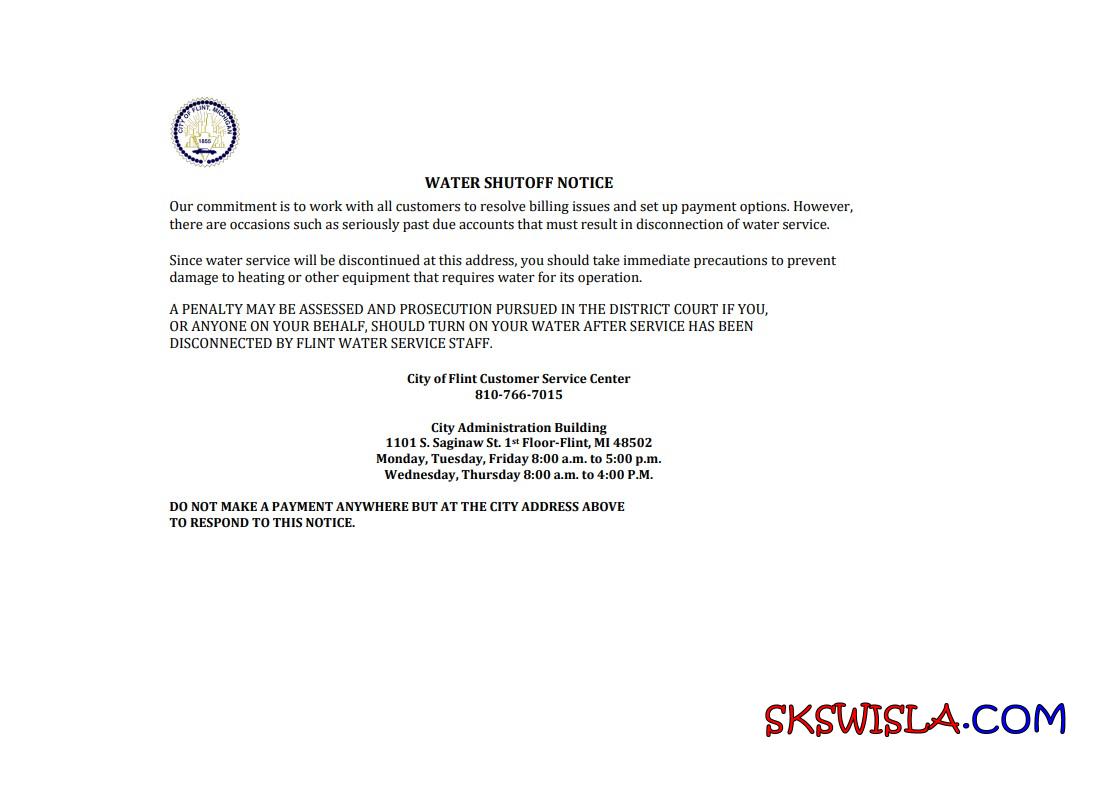 CITY OF FLINT, MICHIGAN
1855
WATER SHUTOFF NOTICE
Our commitment is to work with all customers to resolve billing issues and set up payment options. However,
there are occasions such as seriously past due accounts that must result in disconnection of water service.
Since water service will be discontinued at this address, you should take immediate precautions to prevent
damage to heating or other equipment that requires water for its operation.
A PENALTY MAY BE ASSESSED AND PROSECUTION PURSUED IN THE DISTRICT COURT IF YOU,
OR ANYONE ON YOUR BEHALF, SHOULD TURN ON YOUR WATER AFTER SERVICE HAS BEEN
DISCONNECTED BY FLINT WATER SERVICE STAFF.
City of Flint Customer Service Center
810-766-7015
City Administration Building
1101 S. Saginaw St. 1st Floor-Flint, MI 48502
Monday, Tuesday, Friday 8:00 a.m. to 5:00 p.m.
Wednesday, Thursday 8:00 a.m. to 4:00 P.M.
DO NOT MAKE A PAYMENT ANYWHERE BUT AT THE CITY ADDRESS ABOVE
TO RESPOND TO THIS NOTICE.
SKSWISLA.COM